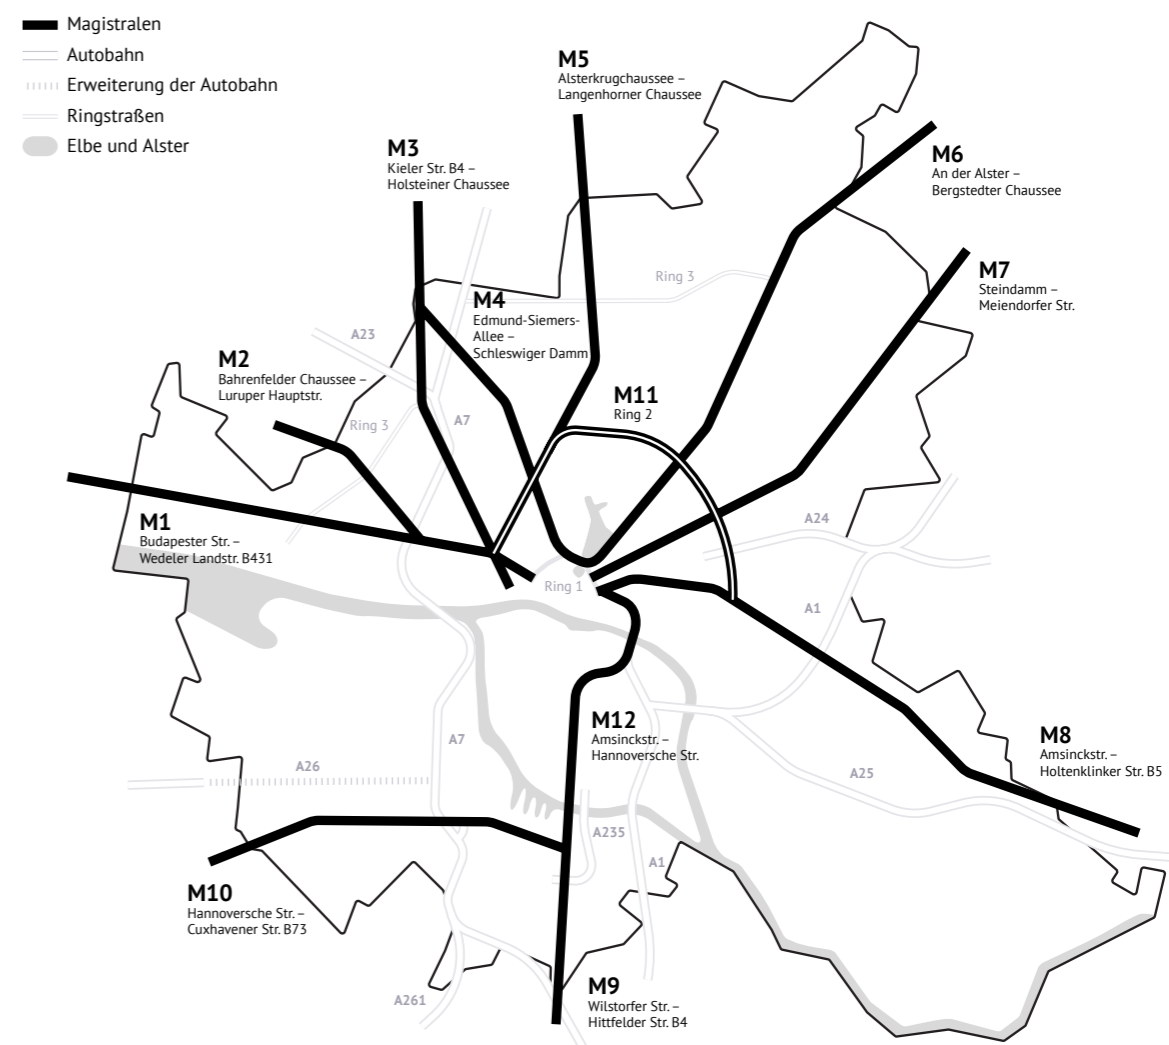 Magistralen
Autobahn
Erweiterung der Autobahn
Ringstraßen
Elbe und Alster
M5
Alsterkrugchaussee –
Langenhorner Chaussee
M3
Kieler Str. B4 –
Holsteiner Chaussee
M6
An der Alster –
Bergstedter Chaussee
M7
Steindamm –
Meiendorfer Str.
Ring 3
M4
Edmund-Siemers-
Allee –
Schleswiger Damm
A23
M2
Bahrenfelder Chaussee –
Luruper Hauptstr.
M11
Ring 2
Ring 3
A7
M1
Budapester Str. –
Wedeler Landstr. B431
A24
Ring 1
A1
M12
Amsinckstr. –
Hannoversche Str.
M8
Amsinckstr. –
Holtenklinker Str. B5
A7
A26
A25
A235
A1
M10
Hannoversche Str. –
Cuxhavener Str. B73
M9
Wilstorfer Str. –
Hittfelder Str. B4
A261